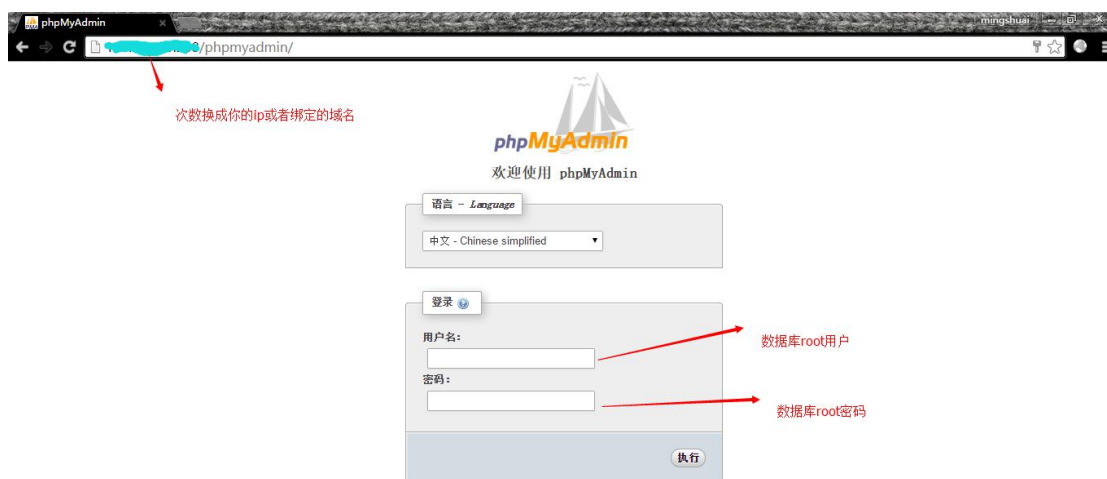 phpMyAdmin
mingshuai
/phpmyadmin/
次数换成你的ip或者绑定的域名
phpMyAdmin
欢迎使用 phpMyAdmin
语言 - Language
中文 - Chinese simplified
登录
用户名:
数据库root用户
密码:
数据库root密码
执行